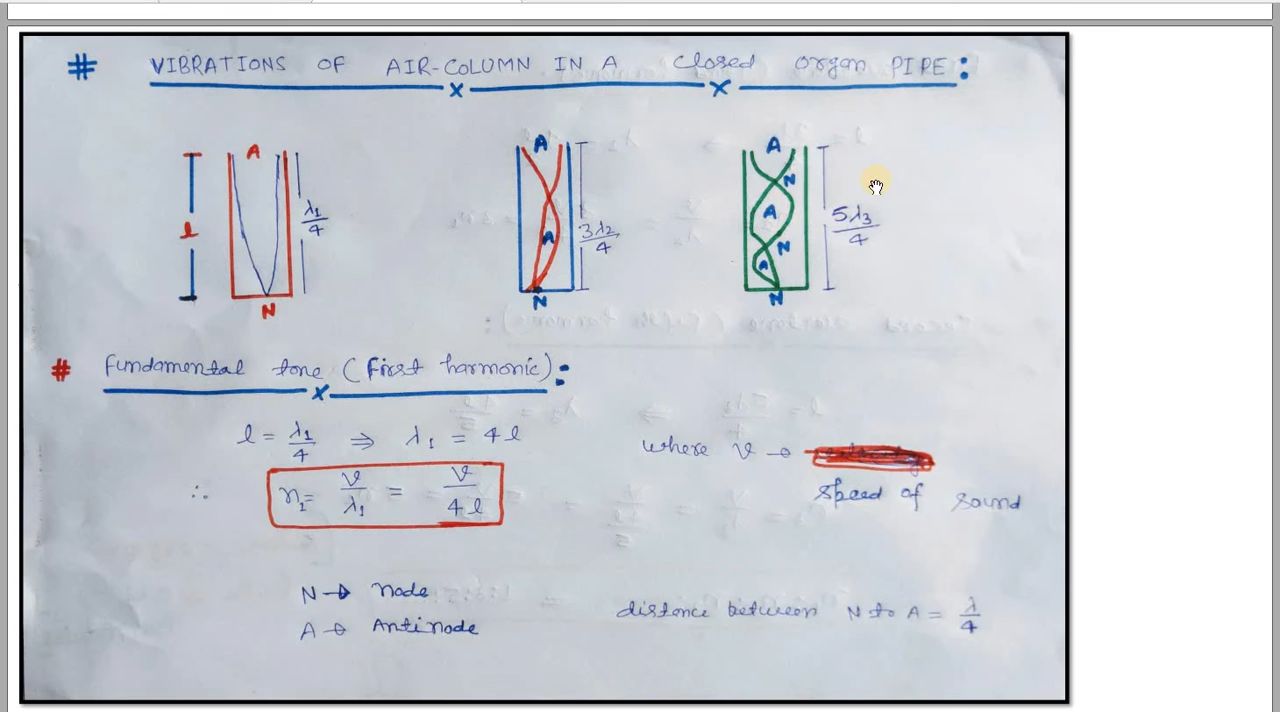 # VIBRATIONS OF AIR-COLUMN IN A closed organ PIPE:
A
l
λ1/4
N
A
A
3λ2/4
N
A
N
A
N
A
5λ3/4
N
# Fundamental tone (First harmonic):
l = λ1/4 ⇒ λ1 = 4l
∴ n1 = v/λ1 = v/4l
where v →
speed of sound
N → node
A → Antinode
distance between N to A = λ/4